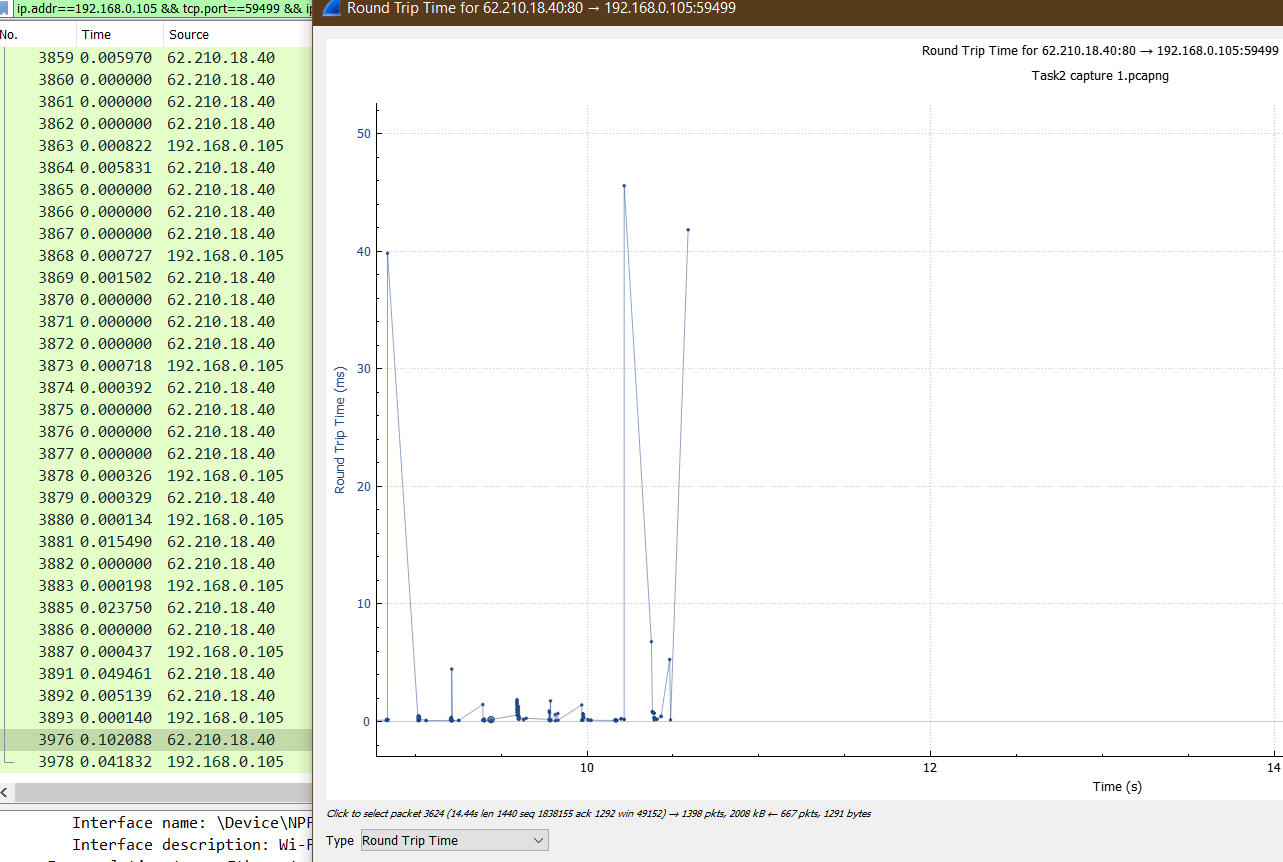 ip.addr==192.168.0.105 && tcp.port==59499 && ip
No. Time Source
3859 0.005970 62.210.18.40
3860 0.000000 62.210.18.40
3861 0.000000 62.210.18.40
3862 0.000000 62.210.18.40
3863 0.000822 192.168.0.105
3864 0.005831 62.210.18.40
3865 0.000000 62.210.18.40
3866 0.000000 62.210.18.40
3867 0.000000 62.210.18.40
3868 0.000727 192.168.0.105
3869 0.001502 62.210.18.40
3870 0.000000 62.210.18.40
3871 0.000000 62.210.18.40
3872 0.000000 62.210.18.40
3873 0.000718 192.168.0.105
3874 0.000392 62.210.18.40
3875 0.000000 62.210.18.40
3876 0.000000 62.210.18.40
3877 0.000000 62.210.18.40
3878 0.000326 192.168.0.105
3879 0.000329 62.210.18.40
3880 0.000134 192.168.0.105
3881 0.015490 62.210.18.40
3882 0.000000 62.210.18.40
3883 0.000198 192.168.0.105
3885 0.023750 62.210.18.40
3886 0.000000 62.210.18.40
3887 0.000437 192.168.0.105
3891 0.049461 62.210.18.40
3892 0.005139 62.210.18.40
3893 0.000140 192.168.0.105
3976 0.102088 62.210.18.40
3978 0.041832 192.168.0.105
Interface name: \Device\NPF
Interface description: Wi-F
Round Trip Time for 62.210.18.40:80 → 192.168.0.105:59499
Round Trip Time for 62.210.18.40:80 → 192.168.0.105:59499
Task2 capture 1.pcapng
Round Trip Time (ms)
50
40
30
20
10
0
10 12 14
Time (s)
Click to select packet 3624 (14.44s len 1440 seq 1838155 ack 1292 win 49152) → 1398 pkts, 2008 kB ← 667 pkts, 1291 bytes
Type Round Trip Time